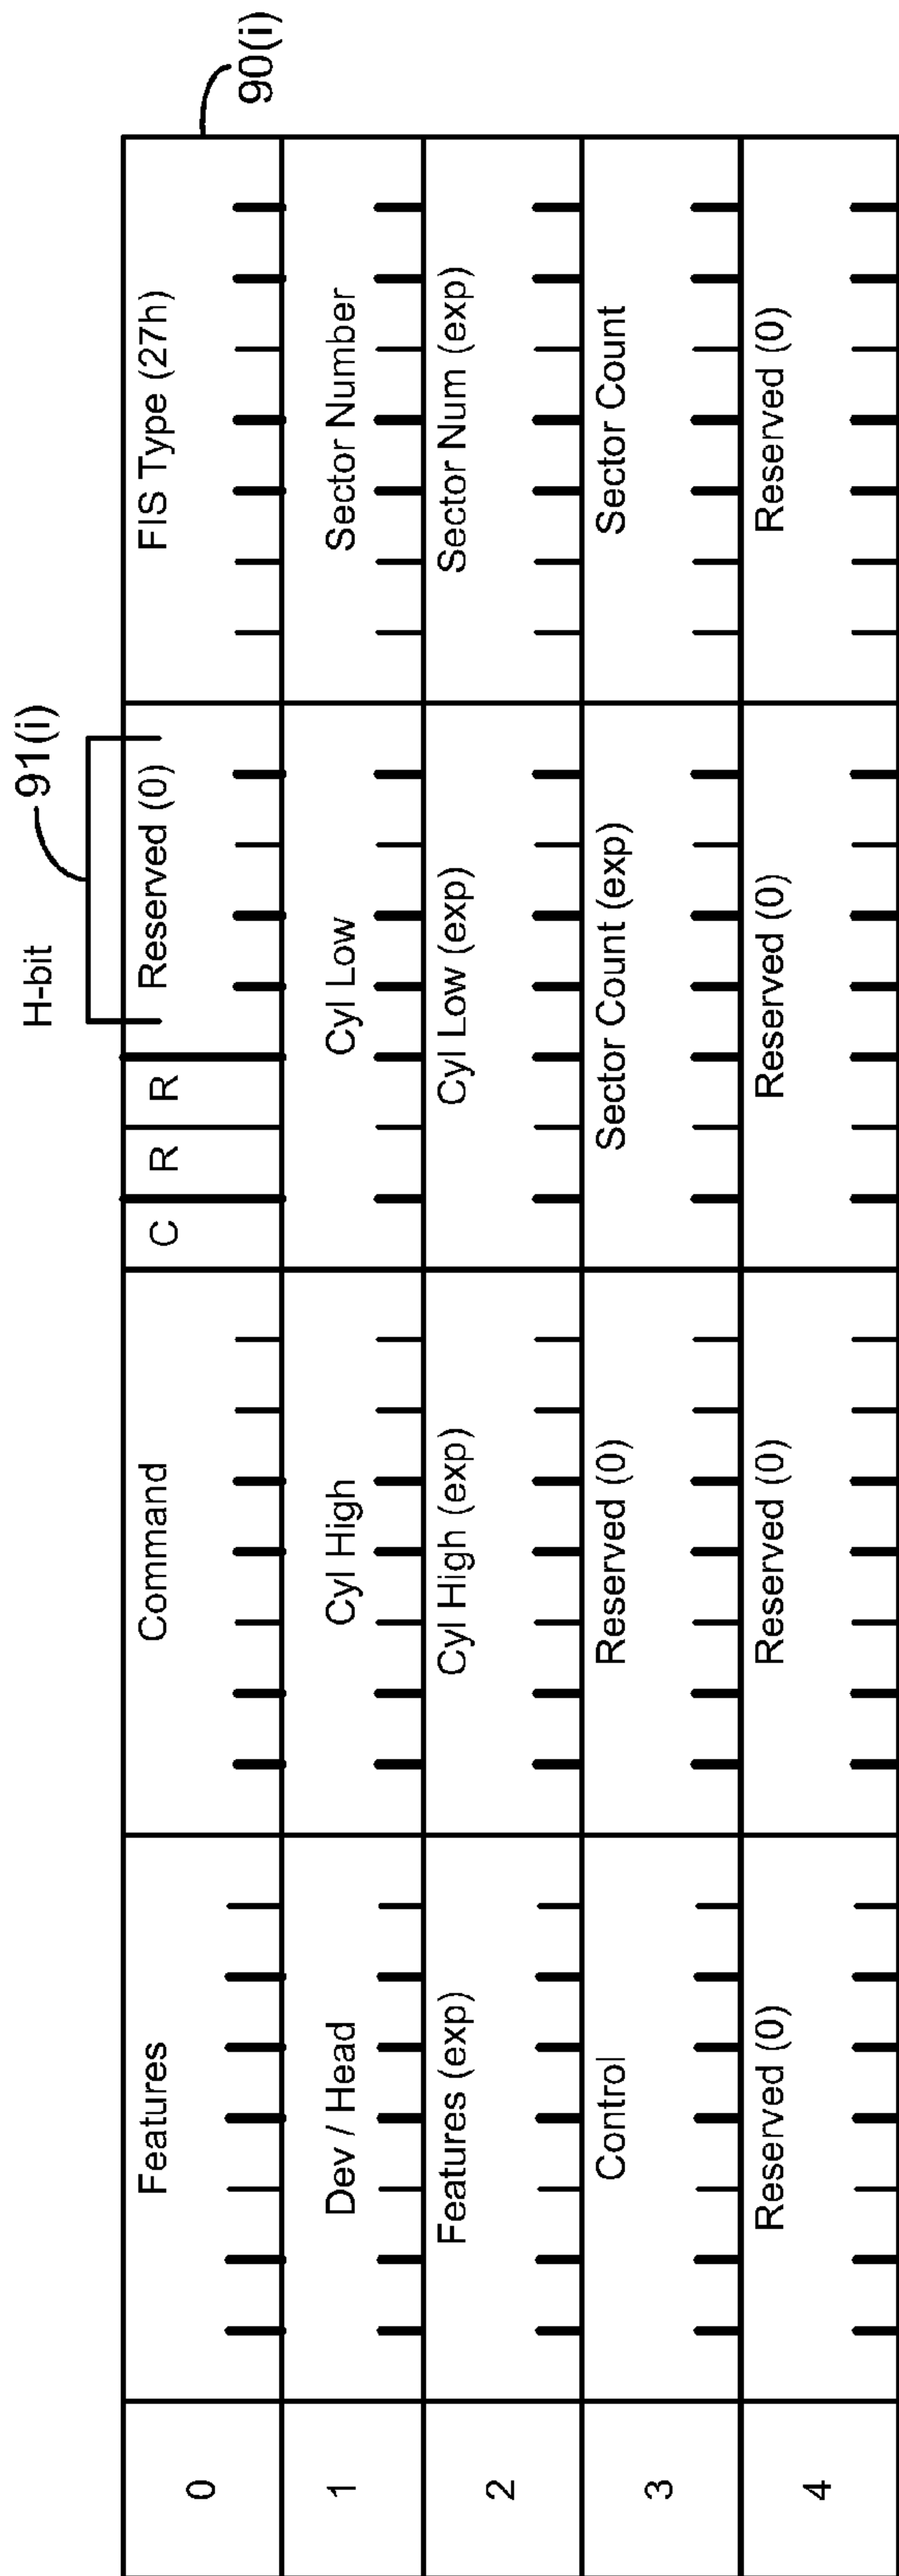 H-bit
91(i)
90(i)
0
Features
Command
C
R
R
Reserved (0)
FIS Type (27h)
1
Dev / Head
Cyl High
Cyl Low
Sector Number
2
Features (exp)
Cyl High (exp)
Cyl Low (exp)
Sector Num (exp)
3
Control
Reserved (0)
Sector Count (exp)
Sector Count
4
Reserved (0)
Reserved (0)
Reserved (0)
Reserved (0)